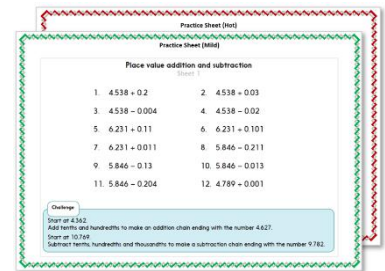 Practice Sheet (Hot)
Practice Sheet (Mild)
Place value addition and subtraction
Sheet 1
1. 4.538 + 0.2 2. 4.538 + 0.03
3. 4.538 – 0.004 4. 4.538 – 0.02
5. 6.231 + 0.11 6. 6.231 + 0.101
7. 6.231 + 0.011 8. 5.846 – 0.211
9. 5.846 – 0.13 10. 5.846 – 0.013
11. 5.846 – 0.204 12. 4.789 + 0.001
Challenge
Start at 4.362.
Add tenths and hundredths to make an addition chain ending with the number 4.627.
Start at 10.769.
Subtract tenths, hundredths and thousandths to make a subtraction chain ending with the number 9.782.